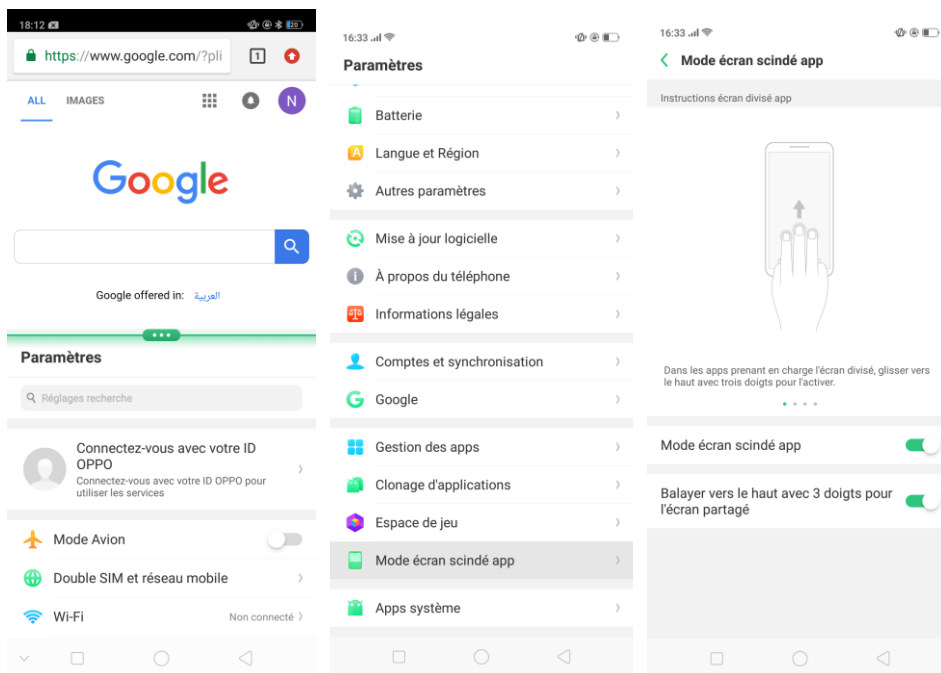 18:12
20
https://www.google.com/?pli
1
ALL IMAGES
N
Google
Google offered in: العربية
Paramètres
Réglages recherche
Connectez-vous avec votre ID
OPPO
Connectez-vous avec votre ID OPPO pour
utiliser les services
Mode Avion
Double SIM et réseau mobile
Wi-Fi
Non connecté
16:33
Paramètres
Batterie
A
Langue et Région
Autres paramètres
Mise à jour logicielle
À propos du téléphone
Informations légales
Comptes et synchronisation
G
Google
Gestion des apps
Clonage d'applications
Espace de jeu
Mode écran scindé app
Apps système
16:33
Mode écran scindé app
Instructions écran divisé app
Dans les apps prenant en charge l'écran divisé, glisser vers
le haut avec trois doigts pour l'activer.
Mode écran scindé app
Balayer vers le haut avec 3 doigts pour
l'écran partagé